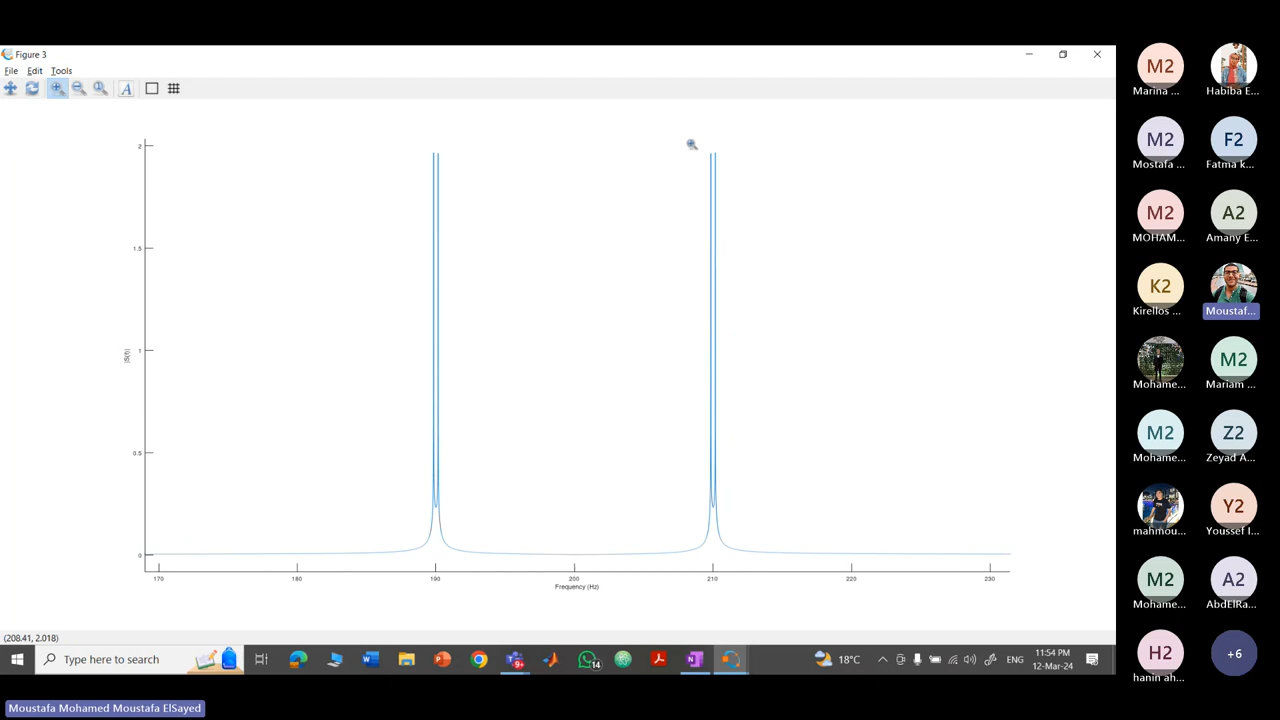 Figure 3
File Edit Tools
A
2
1.5
1
0.5
0
|S(f)|
170 180 190 200 210 220 230
Frequency (Hz)
(208.41, 2.018)
Type here to search
14
18°C
ENG
11:54 PM
12-Mar-24
Moustafa Mohamed Moustafa ElSayed
M2
Marina ...
Habiba E...
M2
Mostafa ...
F2
Fatma k...
M2
MOHAM...
A2
Amany E...
K2
Kirellos ...
Moustaf...
Mohame...
M2
Mariam ...
M2
Mohame...
Z2
Zeyad A...
mahmou...
Y2
Youssef I...
M2
Mohame...
A2
AbdElRa...
H2
hanin ah...
+6